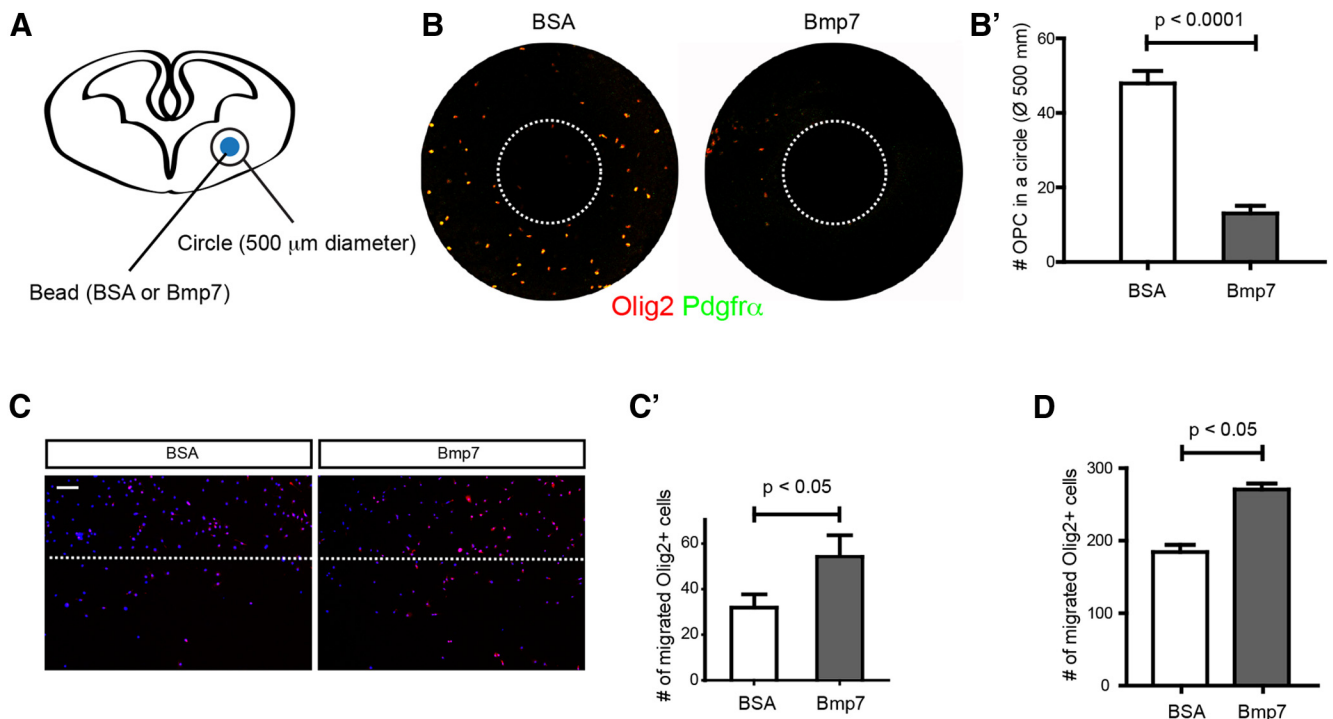 A
Circle (500 μm diameter)
Bead (BSA or Bmp7)
B
BSA
Bmp7
Olig2 Pdgfrα
B’
p < 0.0001
# OPC in a circle (Ø 500 mm)
60
40
20
0
BSA
Bmp7
C
BSA
Bmp7
C’
p < 0.05
# of migrated Olig2+ cells
60
40
20
0
BSA
Bmp7
D
p < 0.05
# of migrated Olig2+ cells
300
200
100
0
BSA
Bmp7